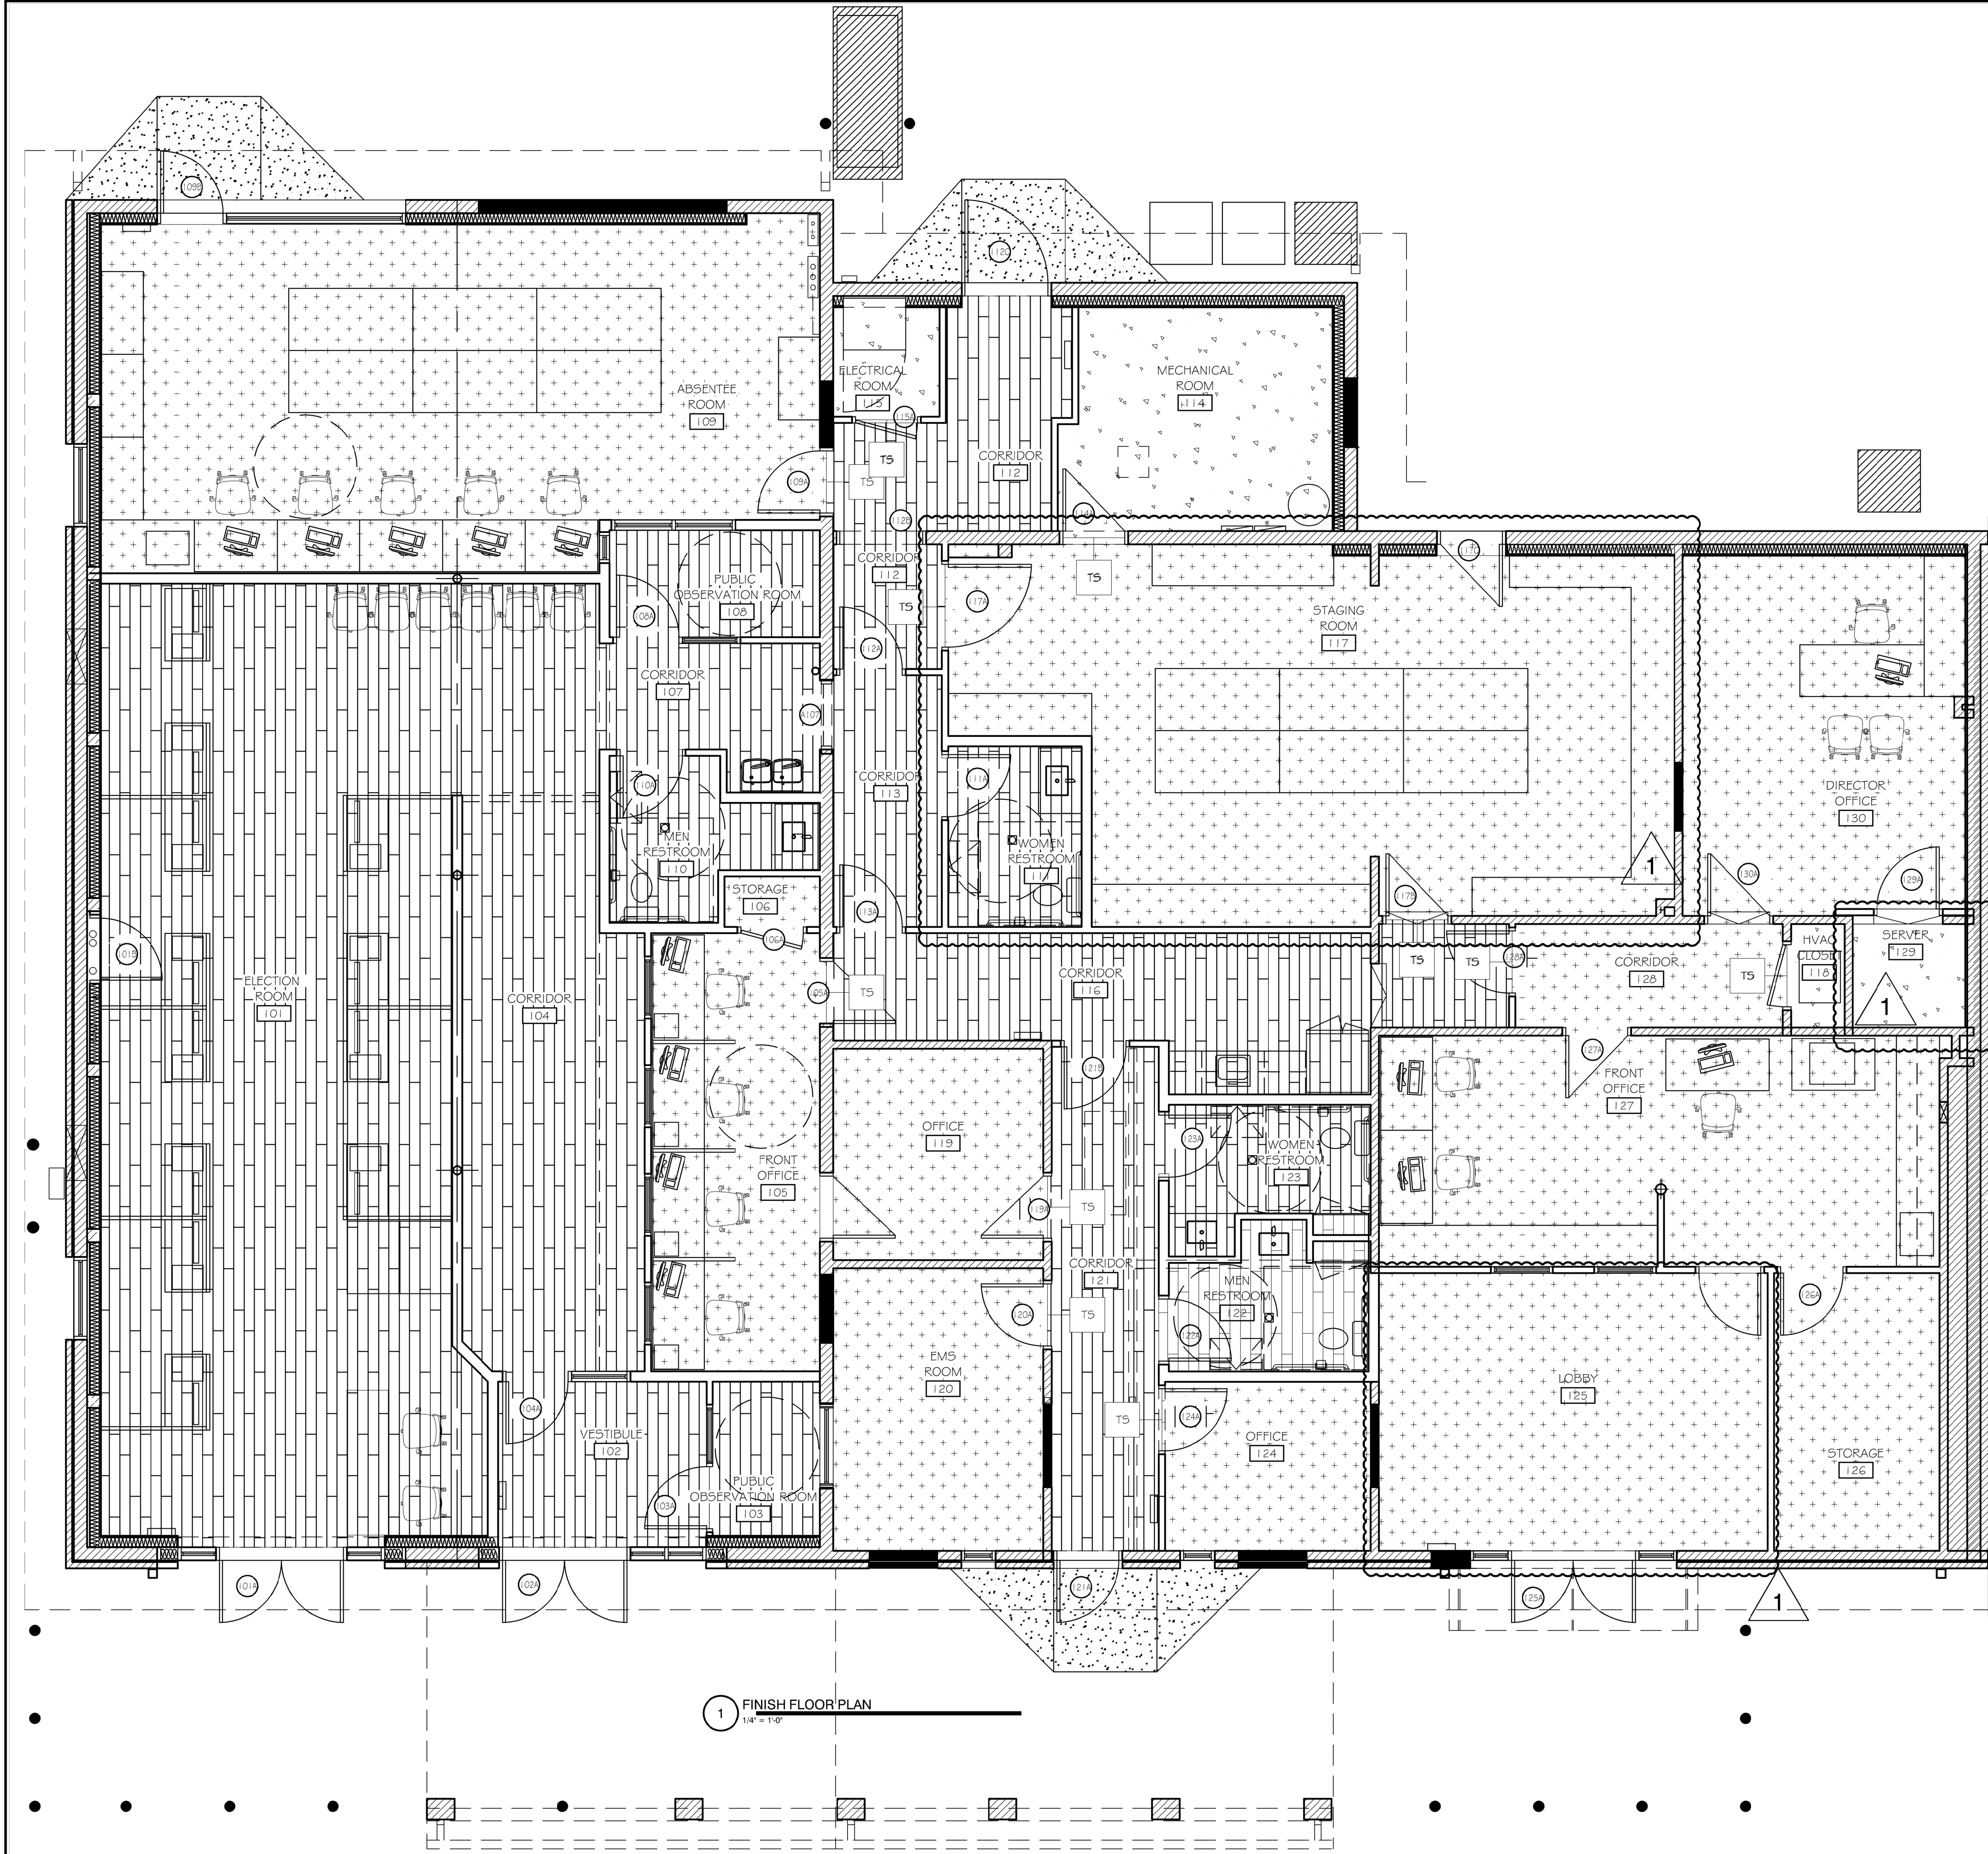 109B
112C
ABSENTEE
ROOM
109
109A
ELECTRICAL
ROOM
115
115A
TS
TS
CORRIDOR
112
112B
MECHANICAL
ROOM
114
114A
117C
PUBLIC
OBSERVATION ROOM
108
108A
CORRIDOR
112
TS
TS
117A
112A
STAGING
ROOM
117
CORRIDOR
107
A107
CORRIDOR
113
111A
110A
MEN
RESTROOM
110
WOMEN
RESTROOM
111
DIRECTOR
OFFICE
130
1
STORAGE
106
106A
113A
117B
130A
129A
101B
ELECTION
ROOM
101
CORRIDOR
104
105A
TS
CORRIDOR
116
TS
TS
128A
CORRIDOR
128
TS
HVAC
CLOSET
118
SERVER
129
1
121B
127A
FRONT
OFFICE
127
OFFICE
119
123A
WOMEN
RESTROOM
123
FRONT
OFFICE
105
119A
TS
CORRIDOR
121
MEN
RESTROOM
122
122A
120A
TS
126A
EMS
ROOM
120
LOBBY
125
104A
VESTIBULE
102
TS
124A
OFFICE
124
STORAGE
126
PUBLIC
OBSERVATION ROOM
103
103A
101A
102A
121A
125A
1
1
FINISH FLOOR PLAN
1/4" = 1'-0"